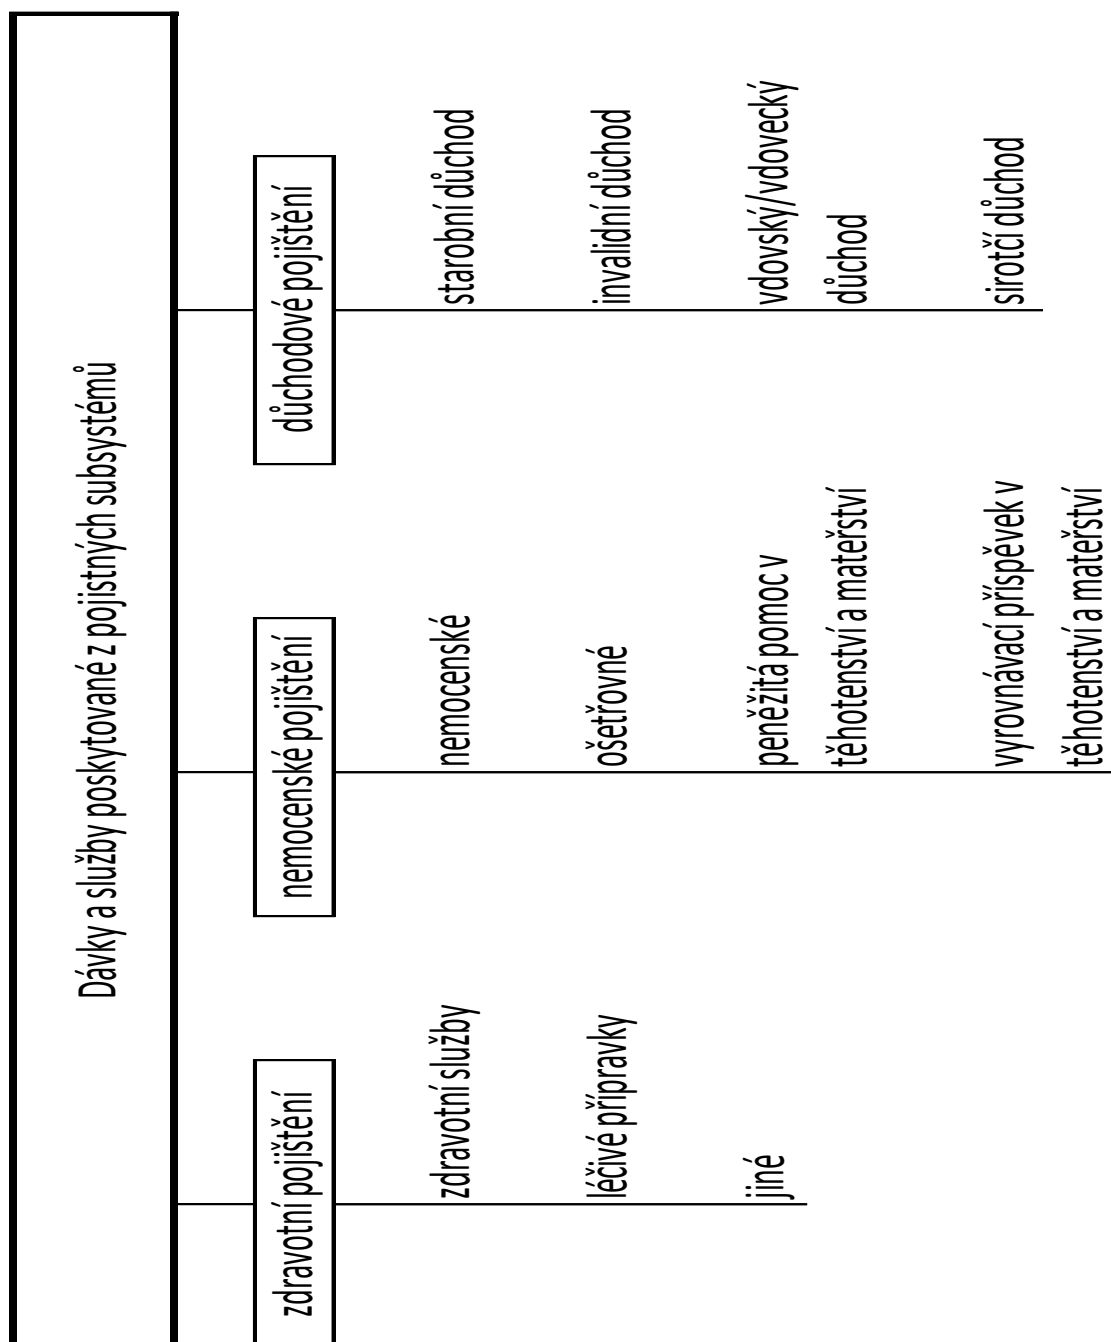 Dávky a služby poskytované z pojistných subsystémů
zdravotní pojištění
zdravotní služby
léčivé přípravky
jiné
nemocenské pojištění
nemocenské
ošetřovné
peněžitá pomoc v
těhotenství a mateřství
vyrovnávací příspěvek v
těhotenství a mateřství
důchodové pojištění
starobní důchod
invalidní důchod
vdovský/vdovecký
důchod
sirotčí důchod